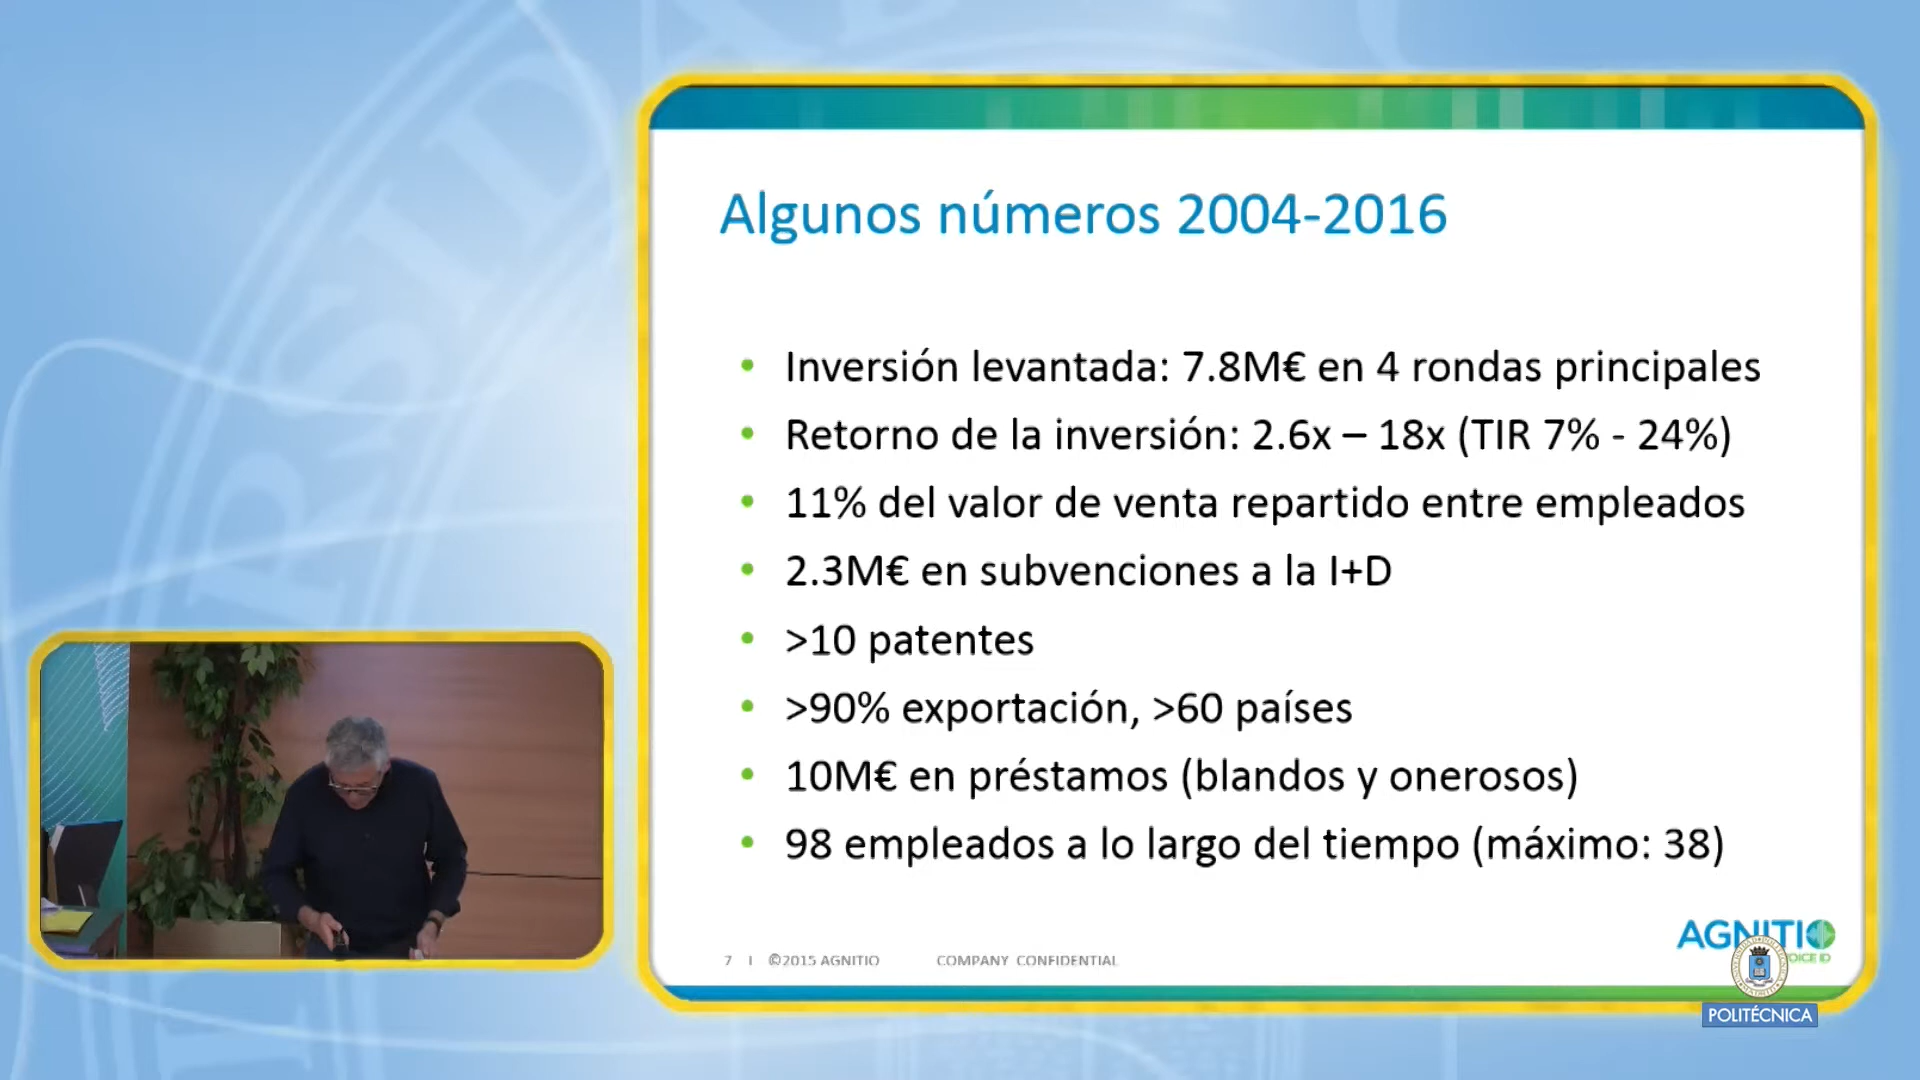 Algunos números 2004-2016
• Inversión levantada: 7.8M€ en 4 rondas principales
• Retorno de la inversión: 2.6x – 18x (TIR 7% - 24%)
• 11% del valor de venta repartido entre empleados
• 2.3M€ en subvenciones a la I+D
• >10 patentes
• >90% exportación, >60 países
• 10M€ en préstamos (blandos y onerosos)
• 98 empleados a lo largo del tiempo (máximo: 38)
AGNITIO
7 | ©2015 AGNITIO COMPANY CONFIDENTIAL
POLITÉCNICA